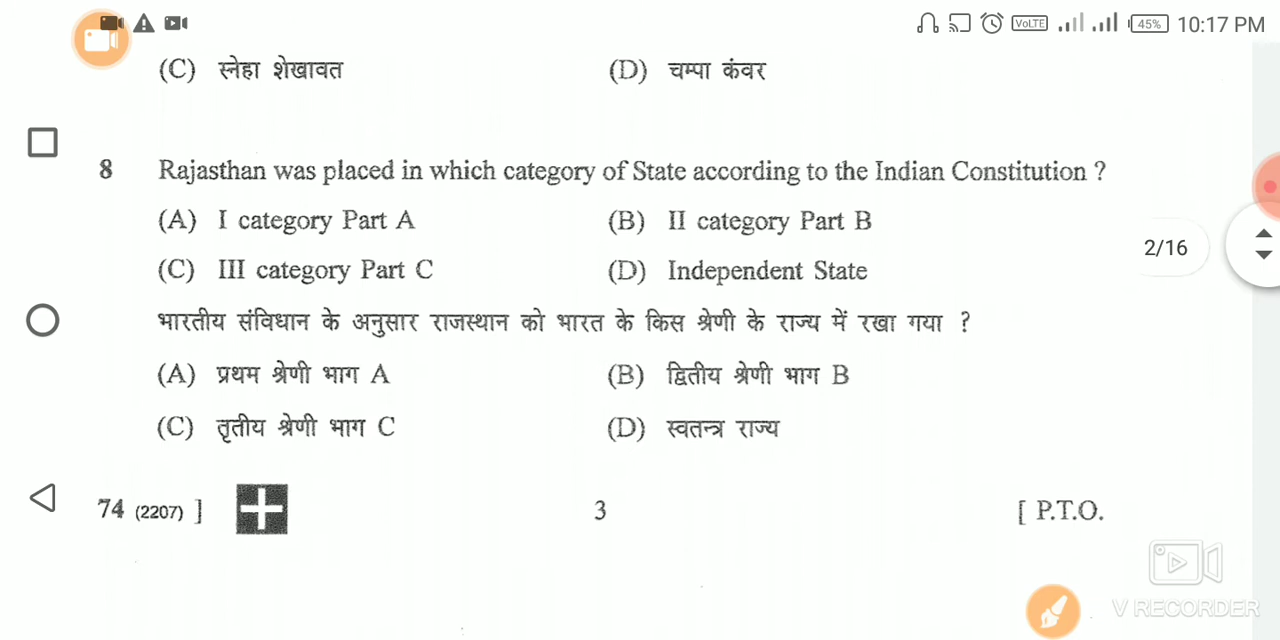 VoLTE 45% 10:17 PM
(C) स्नेहा शेखावत (D) चम्पा कंवर
8 Rajasthan was placed in which category of State according to the Indian Constitution ?
(A) I category Part A (B) II category Part B
2/16
(C) III category Part C (D) Independent State
भारतीय संविधान के अनुसार राजस्थान को भारत के किस श्रेणी के राज्य में रखा गया ?
(A) प्रथम श्रेणी भाग A (B) द्वितीय श्रेणी भाग B
(C) तृतीय श्रेणी भाग C (D) स्वतन्त्र राज्य
74 (2207) ] 3 [ P.T.O.
V RECORDER